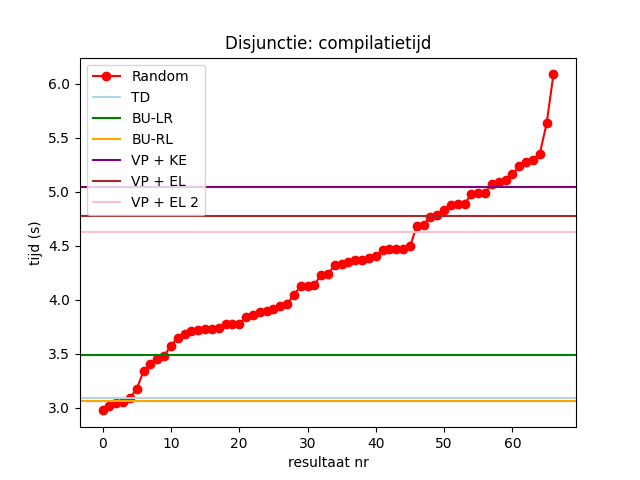 Disjunctie: compilatietijd
Random
TD
BU-LR
BU-RL
VP + KE
VP + EL
VP + EL 2
tijd (s)
6.0
5.5
5.0
4.5
4.0
3.5
3.0
0 10 20 30 40 50 60
resultaat nr